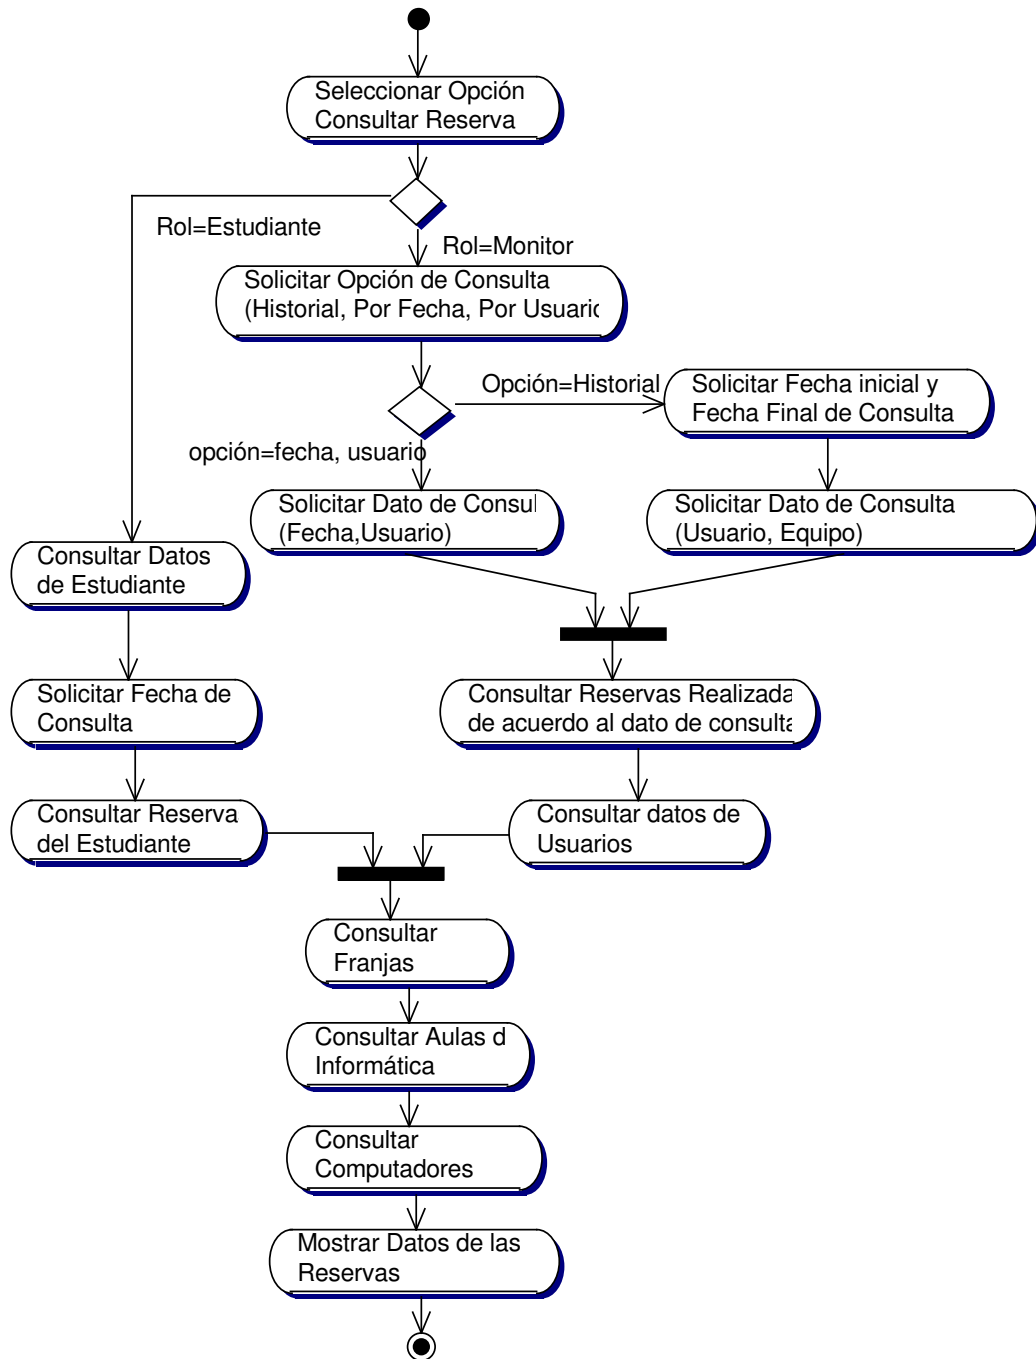 Seleccionar Opción
Consultar Reserva
Rol=Estudiante
Rol=Monitor
Solicitar Opción de Consulta
(Historial, Por Fecha, Por Usuario
Opción=Historial
Solicitar Fecha inicial y
Fecha Final de Consulta
opción=fecha, usuario
Solicitar Dato de Consul
(Fecha,Usuario)
Solicitar Dato de Consulta
(Usuario, Equipo)
Consultar Datos
de Estudiante
Solicitar Fecha de
Consulta
Consultar Reservas Realizada
de acuerdo al dato de consulta
Consultar Reserva
del Estudiante
Consultar datos de
Usuarios
Consultar
Franjas
Consultar Aulas d
Informática
Consultar
Computadores
Mostrar Datos de las
Reservas